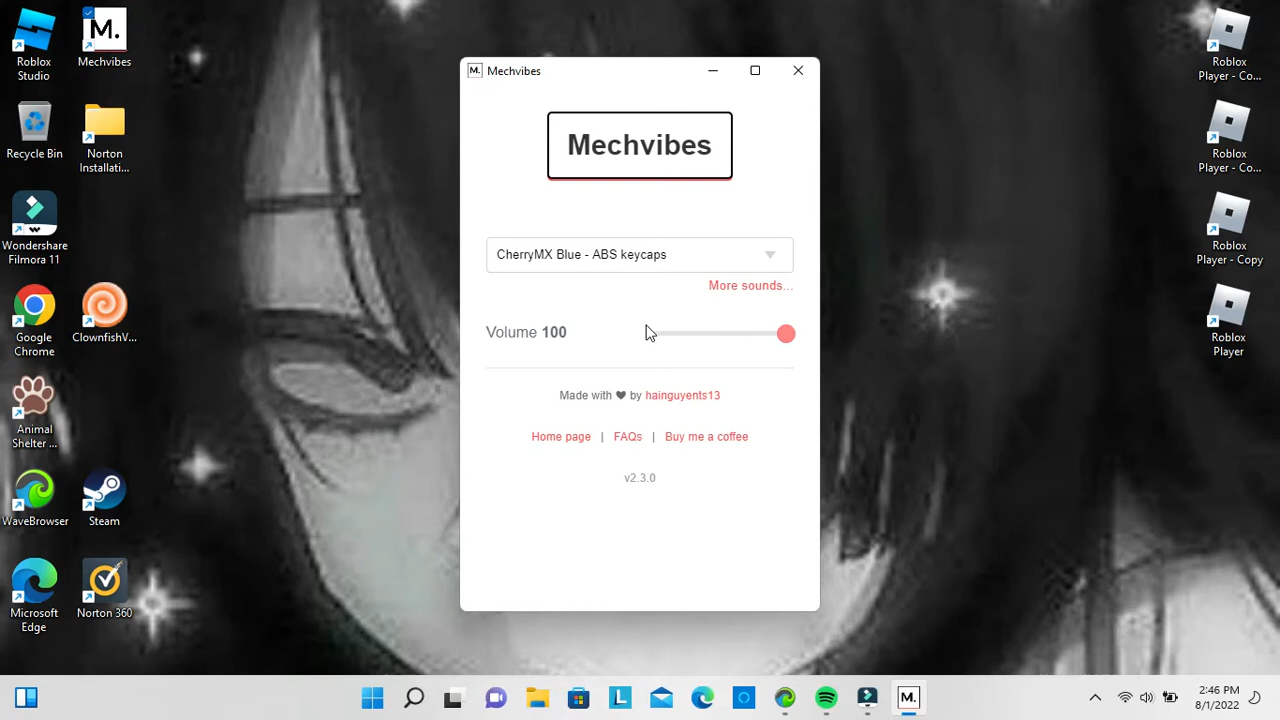 Roblox
Studio
M.
Mechvibes
Recycle Bin
Norton
Installati...
Wondershare
Filmora 11
Google
Chrome
ClownfishV...
Animal
Shelter ...
WaveBrowser
Steam
Microsoft
Edge
Norton 360
M. Mechvibes
Mechvibes
CherryMX Blue - ABS keycaps
More sounds...
Volume 100
Made with ♥ by hainguyents13
Home page | FAQs | Buy me a coffee
v2.3.0
Roblox
Player - Co...
Roblox
Player - Co...
Roblox
Player - Copy
Roblox
Player
L
M.
2:46 PM
8/1/2022